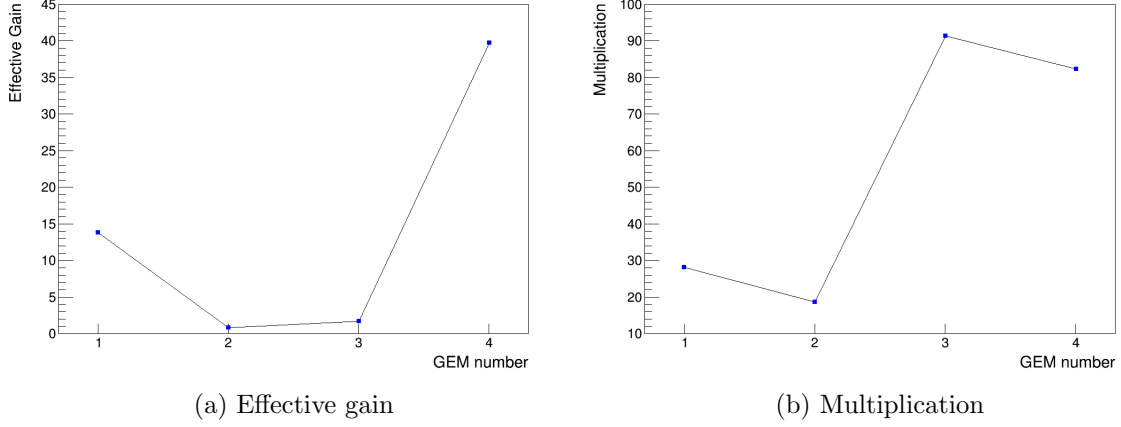 Effective Gain
45
40
35
30
25
20
15
10
5
0
1 2 3 4
GEM number
(a) Effective gain
Multiplication
100
90
80
70
60
50
40
30
20
10
1 2 3 4
GEM number
(b) Multiplication